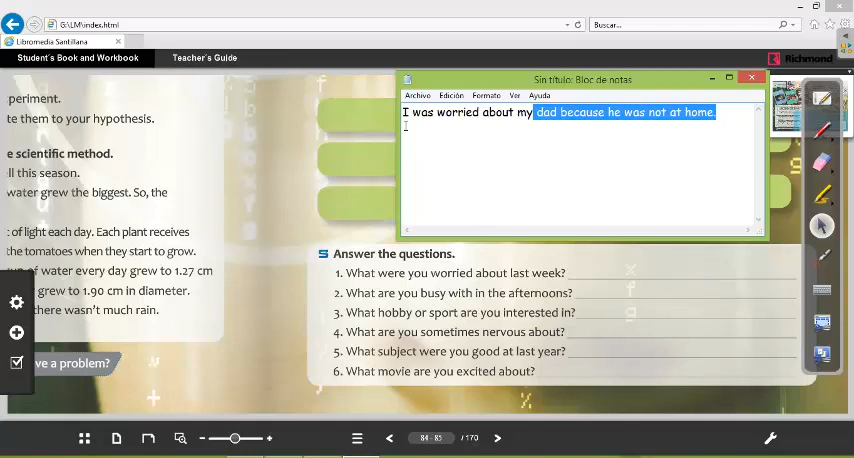 G:\LM\index.html
Buscar...
Libromedia Santillana
Student's Book and Workbook
Teacher's Guide
Richmond
Sin título: Bloc de notas
Archivo Edición Formato Ver Ayuda
I was worried about my dad because he was not at home.
periment.
te them to your hypothesis.
e scientific method.
ll this season.
water grew the biggest. So, the
of light each day. Each plant receives
the tomatoes when they start to grow.
of water every day grew to 1.27 cm
grew to 1.90 cm in diameter.
there wasn't much rain.
ve a problem?
5 Answer the questions.
1. What were you worried about last week?
2. What are you busy with in the afternoons?
3. What hobby or sport are you interested in?
4. What are you sometimes nervous about?
5. What subject were you good at last year?
6. What movie are you excited about?
84 - 85 / 170